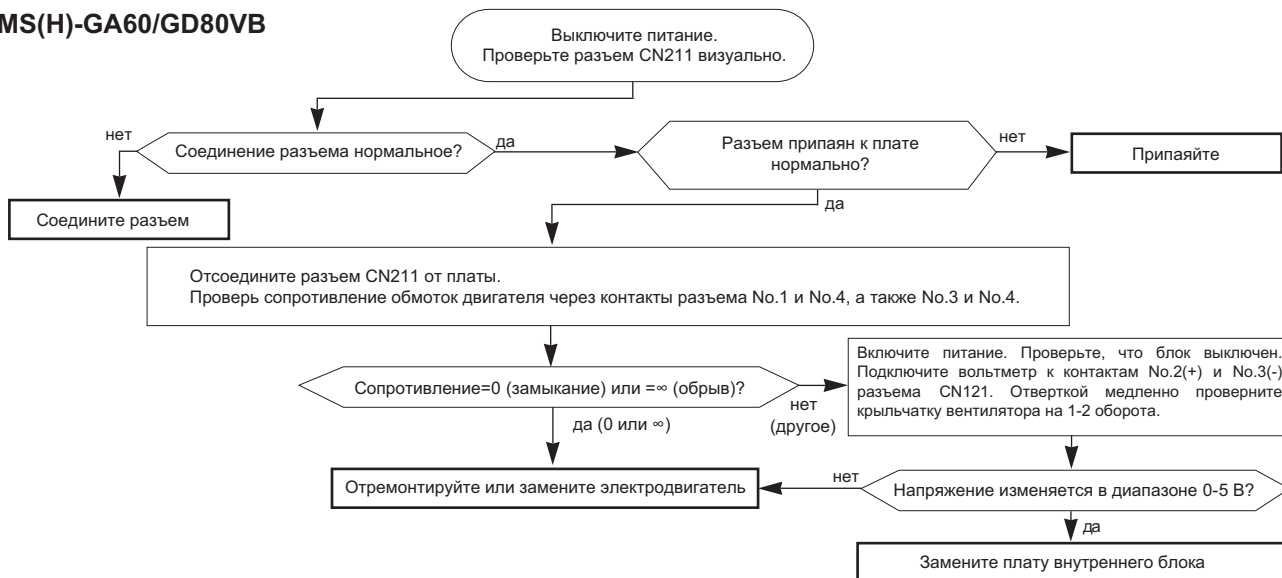 MS(H)-GA60/GD80VB
Выключите питание.
Проверьте разъем CN211 визуально.
нет
Соединение разъема нормальное?
да
Разъем припаян к плате
нормально?
нет
Припаяйте
Соедините разъем
да
Отсоедините разъем CN211 от платы.
Проверь сопротивление обмоток двигателя через контакты разъема No.1 и No.4, а также No.3 и No.4.
Сопротивление=0 (замыкание) или =∞ (обрыв)?
нет
(другое)
да (0 или ∞)
Включите питание. Проверьте, что блок выключен.
Подключите вольтметр к контактам No.2(+) и No.3(-)
разъема CN121. Отверткой медленно проверните
крыльчатку вентилятора на 1-2 оборота.
Отремонтируйте или замените электродвигатель
нет
Напряжение изменяется в диапазоне 0-5 В?
да
Замените плату внутреннего блока